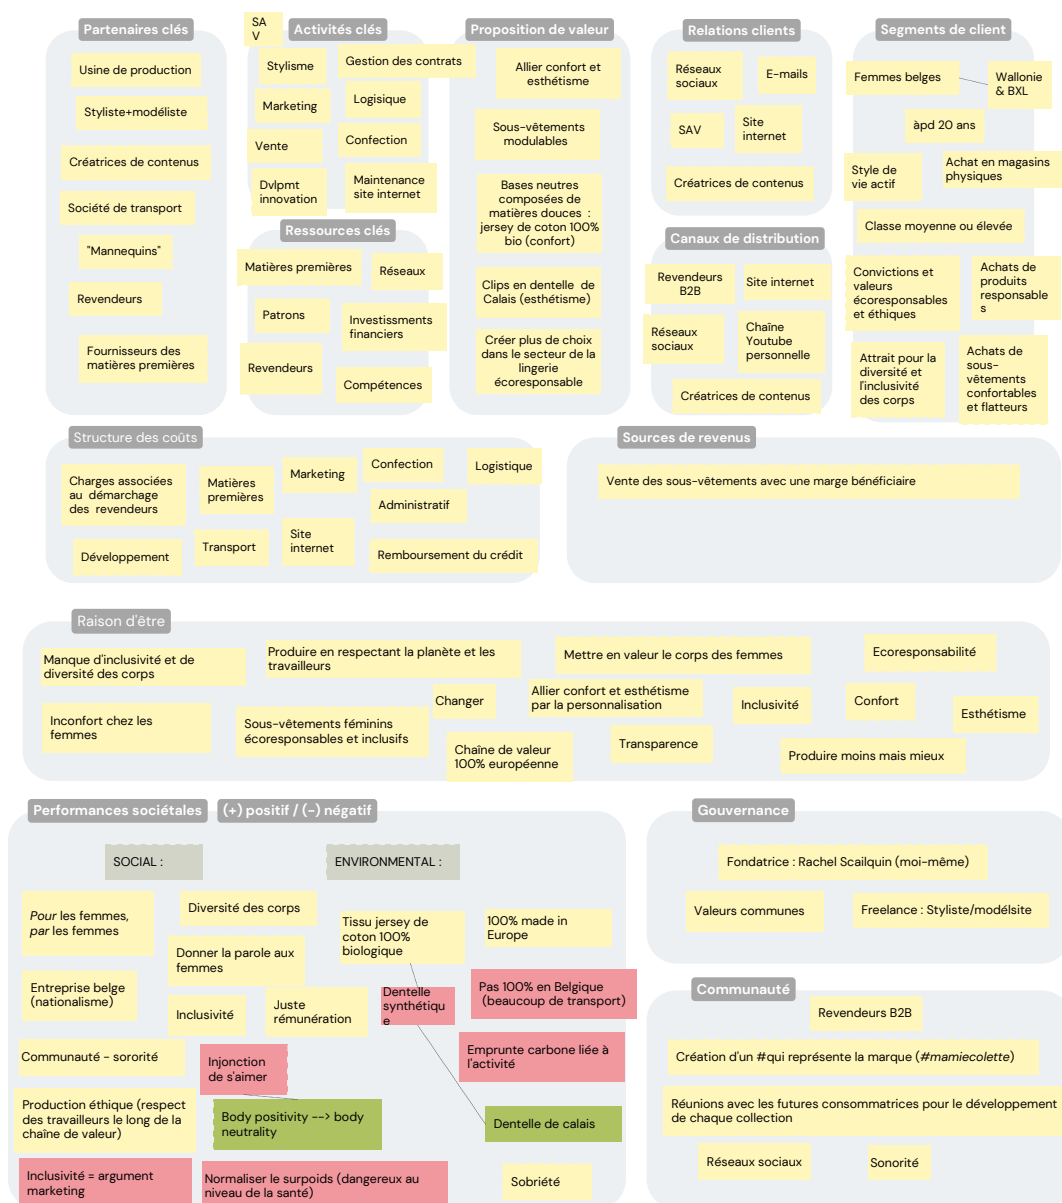 Partenaires clés
Usine de production
Styliste+modéliste
Créatrices de contenus
Société de transport
"Mannequins"
Revendeurs
Fournisseurs des
matières premières
SA
V
Activités clés
Stylisme
Gestion des contrats
Marketing
Logisique
Vente
Confection
Dvlpmt
innovation
Maintenance
site internet
Ressources clés
Matières premières
Réseaux
Patrons
Investissments
financiers
Revendeurs
Compétences
Proposition de valeur
Allier confort et
esthétisme
Sous-vêtements
modulables
Bases neutres
composées de
matières douces :
jersey de coton 100%
bio (confort)
Clips en dentelle de
Calais (esthétisme)
Créer plus de choix
dans le secteur de la
lingerie
écoresponsable
Relations clients
Réseaux
sociaux
E-mails
SAV
Site
internet
Créatrices de contenus
Canaux de distribution
Revendeurs
B2B
Site internet
Réseaux
sociaux
Chaîne
Youtube
personnelle
Créatrices de contenus
Segments de client
Femmes belges
Wallonie
& BXL
àpd 20 ans
Style de
vie actif
Achat en magasins
physiques
Classe moyenne ou élevée
Convictions et
valeurs
écoresponsables
et éthiques
Achats de
produits
responsable
s
Attrait pour la
diversité et
l'inclusivité
des corps
Achats de
sous-
vêtements
confortables
et flatteurs
Structure des coûts
Charges associées
au démarchage
des revendeurs
Matières
premières
Marketing
Confection
Logistique
Administratif
Développement
Transport
Site
internet
Remboursement du crédit
Sources de revenus
Vente des sous-vêtements avec une marge bénéficiaire
Raison d'être
Manque d'inclusivité et de
diversité des corps
Produire en respectant la planète et les
travailleurs
Mettre en valeur le corps des femmes
Ecoresponsabilité
Inconfort chez les
femmes
Sous-vêtements féminins
écoresponsables et inclusifs
Changer
Allier confort et esthétisme
par la personnalisation
Inclusivité
Confort
Esthétisme
Chaîne de valeur
100% européenne
Transparence
Produire moins mais mieux
Performances sociétales
(+) positif / (-) négatif
SOCIAL :
ENVIRONMENTAL :
Pour les femmes,
par les femmes
Diversité des corps
Donner la parole aux
femmes
Entreprise belge
(nationalisme)
Inclusivité
Juste
rémunération
Communauté - sororité
Injonction
de s'aimer
Production éthique (respect
des travailleurs le long de la
chaîne de valeur)
Body positivity --> body
neutrality
Inclusivité = argument
marketing
Normaliser le surpoids (dangereux au
niveau de la santé)
Tissu jersey de
coton 100%
biologique
100% made in
Europe
Dentelle
synthétiqu
e
Pas 100% en Belgique
(beaucoup de transport)
Emprunte carbone liée à
l'activité
Dentelle de calais
Sobriété
Gouvernance
Fondatrice : Rachel Scailquin (moi-même)
Valeurs communes
Freelance : Styliste/modélsite
Communauté
Revendeurs B2B
Création d'un #qui représente la marque (#mamiecolette)
Réunions avec les futures consommatrices pour le développement
de chaque collection
Réseaux sociaux
Sonorité